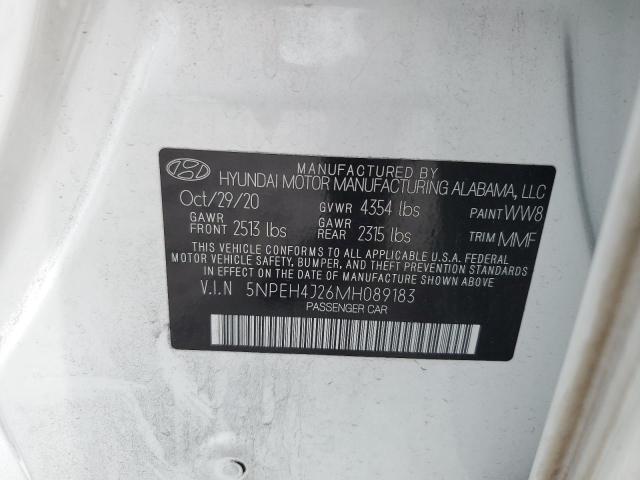 MANUFACTURED BY
HYUNDAI MOTOR MANUFACTURING ALABAMA, LLC
Oct/29/20 GVWR 4354 lbs PAINT WW8
GAWR FRONT 2513 lbs GAWR REAR 2315 lbs TRIM MMF
THIS VEHICLE CONFORMS TO ALL APPLICABLE U.S.A. FEDERAL
MOTOR VEHICLE SAFETY, BUMPER, AND THEFT PREVENTION STANDARDS
IN EFFECT ON THE DATE OF MANUFACTURE SHOWN ABOVE
V.I.N 5NPEH4J26MH089183
PASSENGER CAR